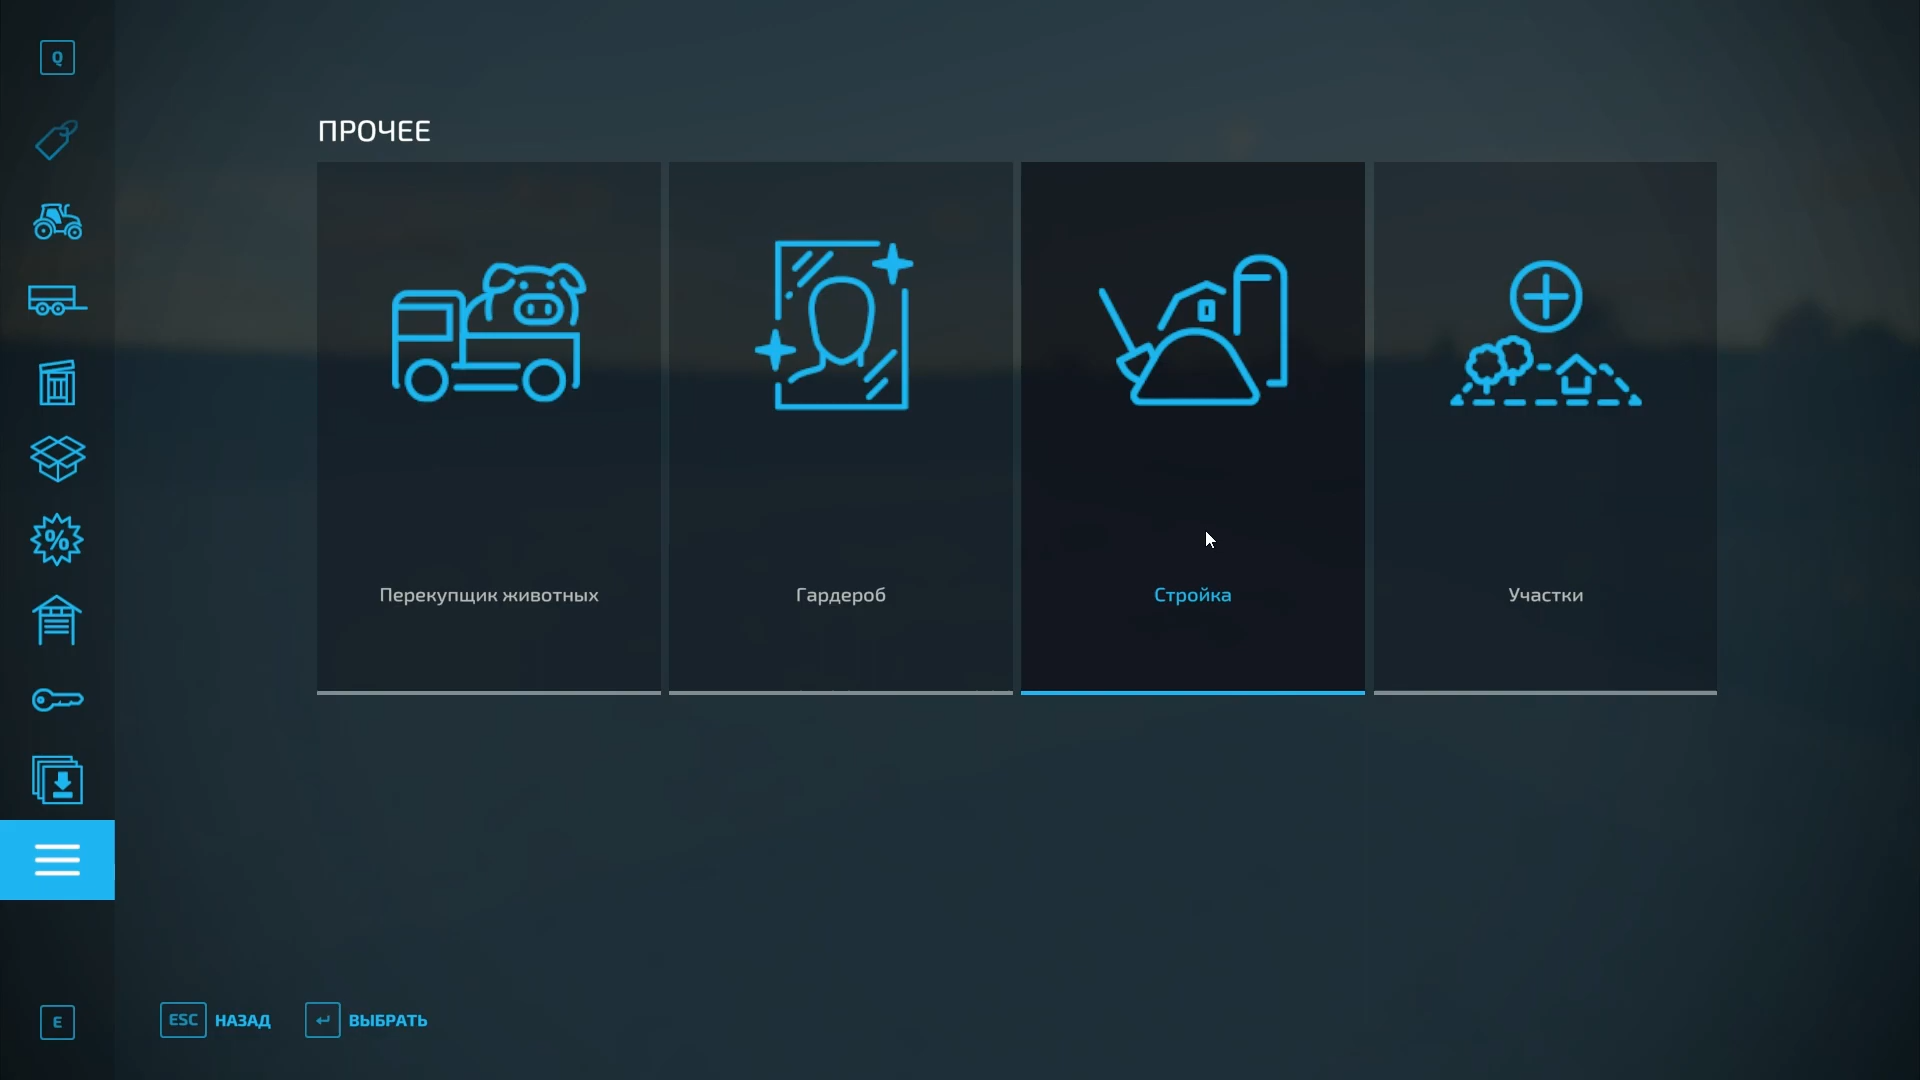 Q
ПРОЧЕЕ
%
Перекупщик животных
Гардероб
Стройка
Участки
E
ESC НАЗАД
ВЫБРАТЬ